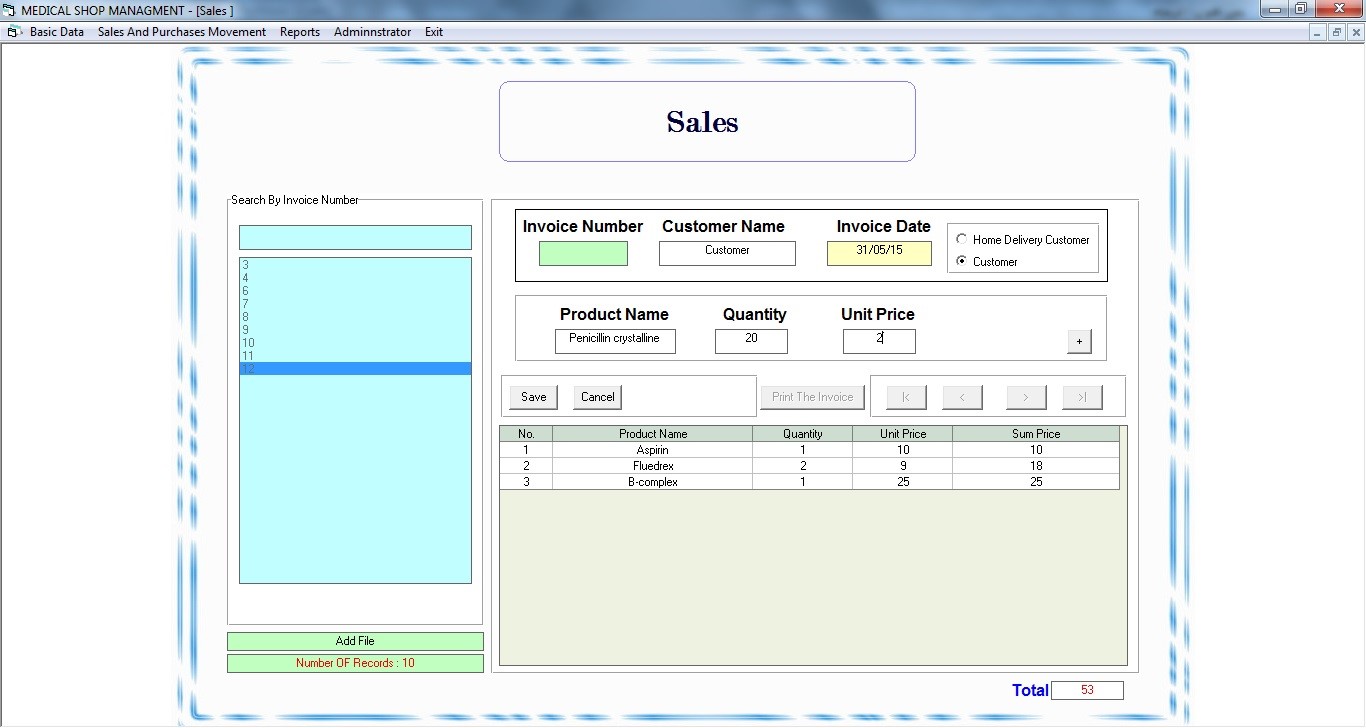 MEDICAL SHOP MANAGMENT - [Sales ]
Basic Data Sales And Purchases Movement Reports Adminnstrator Exit
Sales
Search By Invoice Number
3
4
6
7
8
9
10
11
12
Add File
Number OF Records : 10
Invoice Number Customer Name Invoice Date
Customer 31/05/15
Home Delivery Customer
Customer
Product Name Quantity Unit Price
Penicillin crystalline 20 2
+
Save Cancel Print The Invoice |< < > >|
No. Product Name Quantity Unit Price Sum Price
1 Aspirin 1 10 10
2 Fluedrex 2 9 18
3 B-complex 1 25 25
Total 53